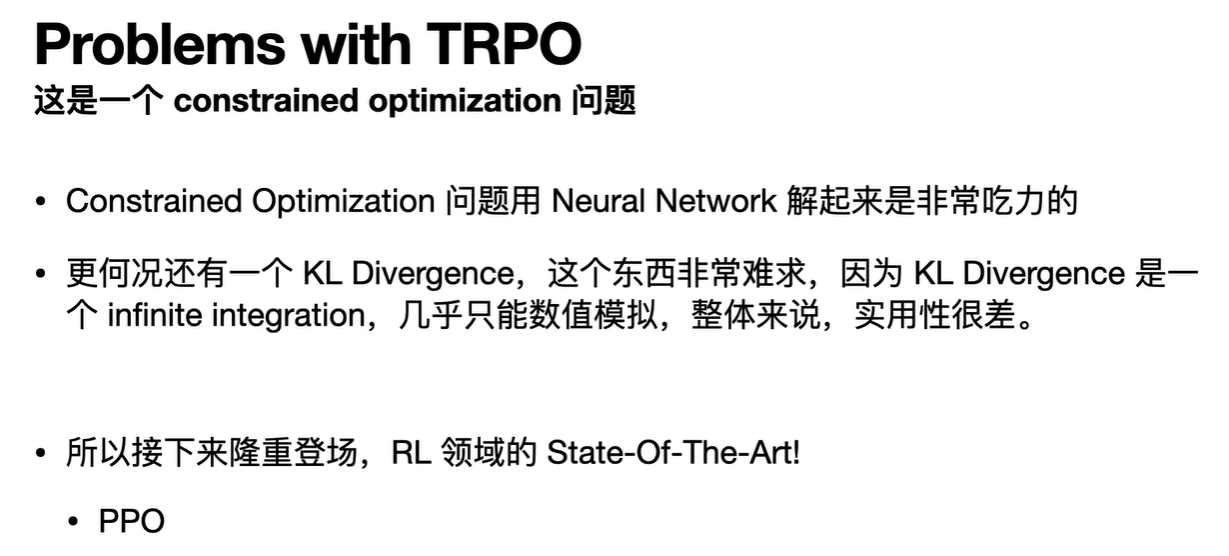 Problems with TRPO
这是一个 constrained optimization 问题
• Constrained Optimization 问题用 Neural Network 解起来是非常吃力的
• 更何况还有一个 KL Divergence，这个东西非常难求，因为 KL Divergence 是一
个 infinite integration，几乎只能数值模拟，整体来说，实用性很差。
• 所以接下来隆重登场，RL 领域的 State-Of-The-Art!
• PPO